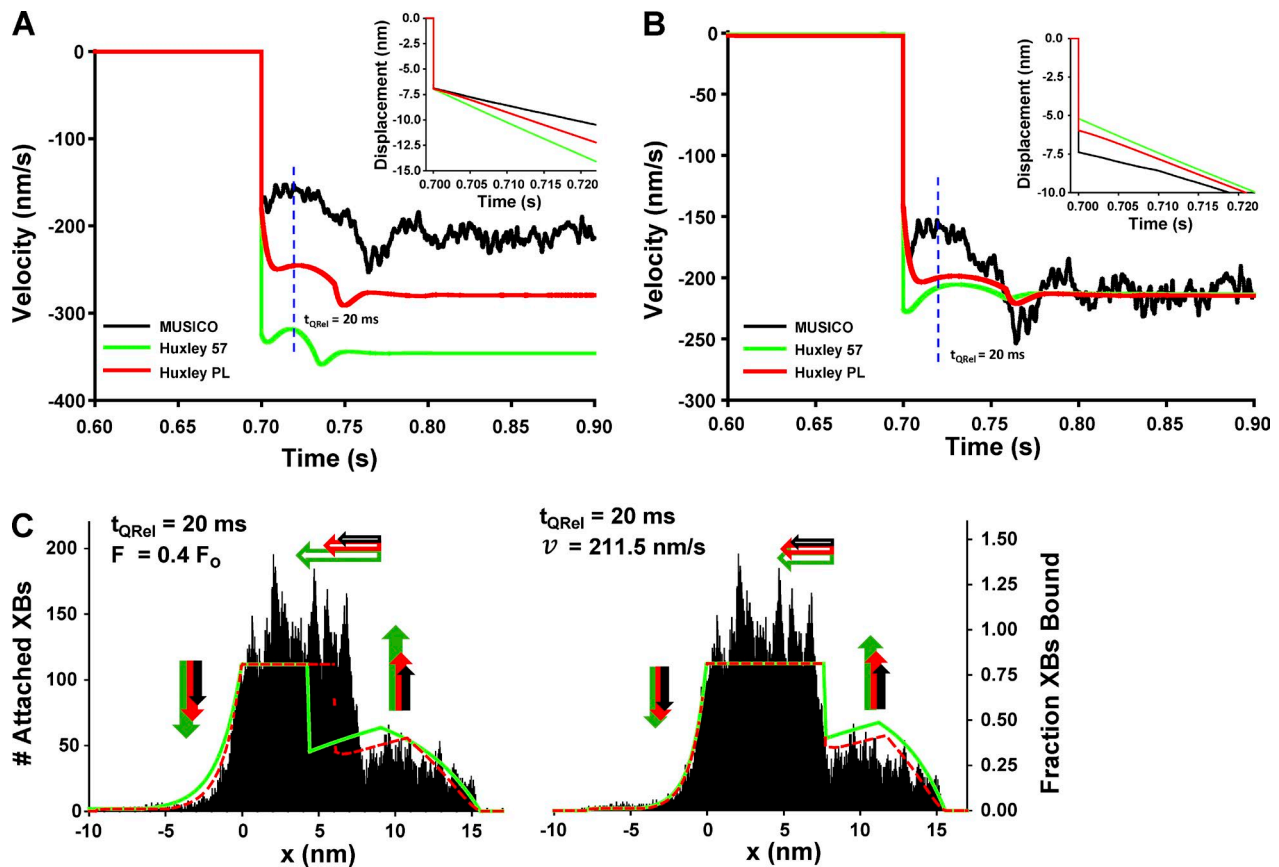 A
0
-100
-200
-300
-400
Velocity (nm/s)
0.60 0.65 0.70 0.75 0.80 0.85 0.90
Time (s)
MUSICO
Huxley 57
Huxley PL
tQRel = 20 ms
0.0
-2.5
-5.0
-7.5
-10.0
-12.5
-15.0
Displacement (nm)
0.700 0.705 0.710 0.715 0.720
Time (s)
B
0
-50
-100
-150
-200
-250
-300
Velocity (nm/s)
0.60 0.65 0.70 0.75 0.80 0.85 0.90
Time (s)
MUSICO
Huxley 57
Huxley PL
tQRel = 20 ms
0.0
-2.5
-5.0
-7.5
-10.0
Displacement (nm)
0.700 0.705 0.710 0.715 0.720
Time (s)
C
tQRel = 20 ms
F = 0.4 Fo
200
150
100
50
0
# Attached XBs
-10 -5 0 5 10 15
x (nm)
tQRel = 20 ms
v = 211.5 nm/s
1.50
1.25
1.00
0.75
0.50
0.25
0.00
Fraction XBs Bound
-10 -5 0 5 10 15
x (nm)